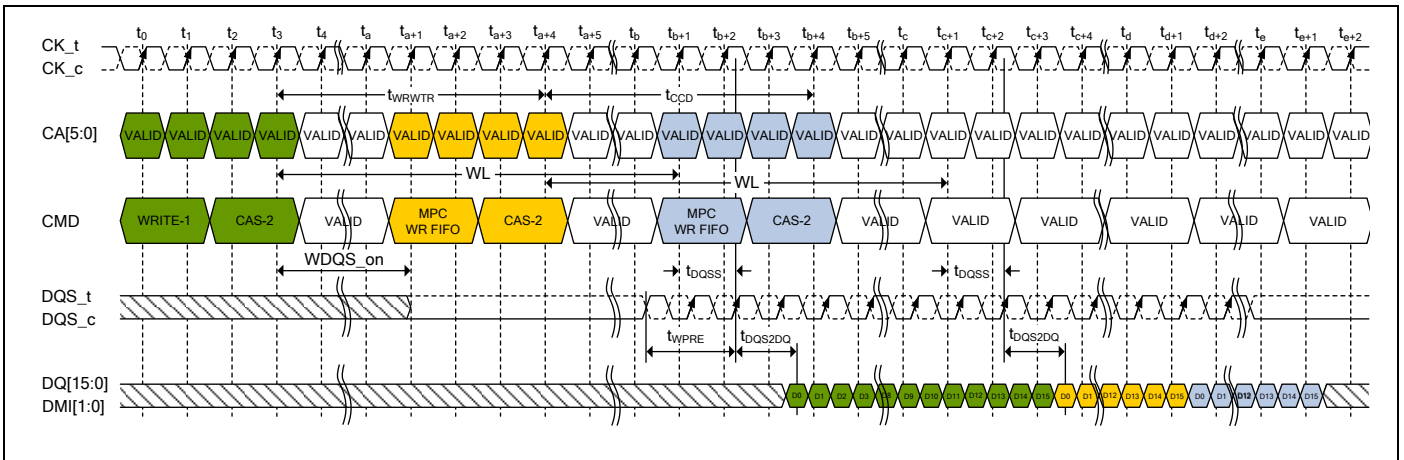 t0 t1 t2 t3 t4 ta ta+1 ta+2 ta+3 ta+4 ta+5 tb tb+1 tb+2 tb+3 tb+4 tb+5 tc tc+1 tc+2 tc+3 tc+4 td td+1 td+2 te te+1 te+2
CK_t
CK_c
tWRWTR tCCD
CA[5:0] VALID VALID VALID VALID VALID VALID VALID VALID VALID VALID VALID VALID VALID VALID VALID VALID VALID VALID VALID VALID VALID VALID VALID VALID VALID VALID VALID VALID
WL WL
CMD WRITE-1 CAS-2 VALID MPC WR FIFO CAS-2 VALID MPC WR FIFO CAS-2 VALID VALID VALID VALID VALID VALID
WDQS_on tDQSS tDQSS
DQS_t
DQS_c
tWPRE tDQS2DQ tDQS2DQ
DQ[15:0] D0 D1 D2 D3 D8 D9 D10 D11 D12 D13 D14 D15 D0 D1 D12 D13 D14 D15 D0 D1 D12 D13 D14 D15
DMI[1:0]